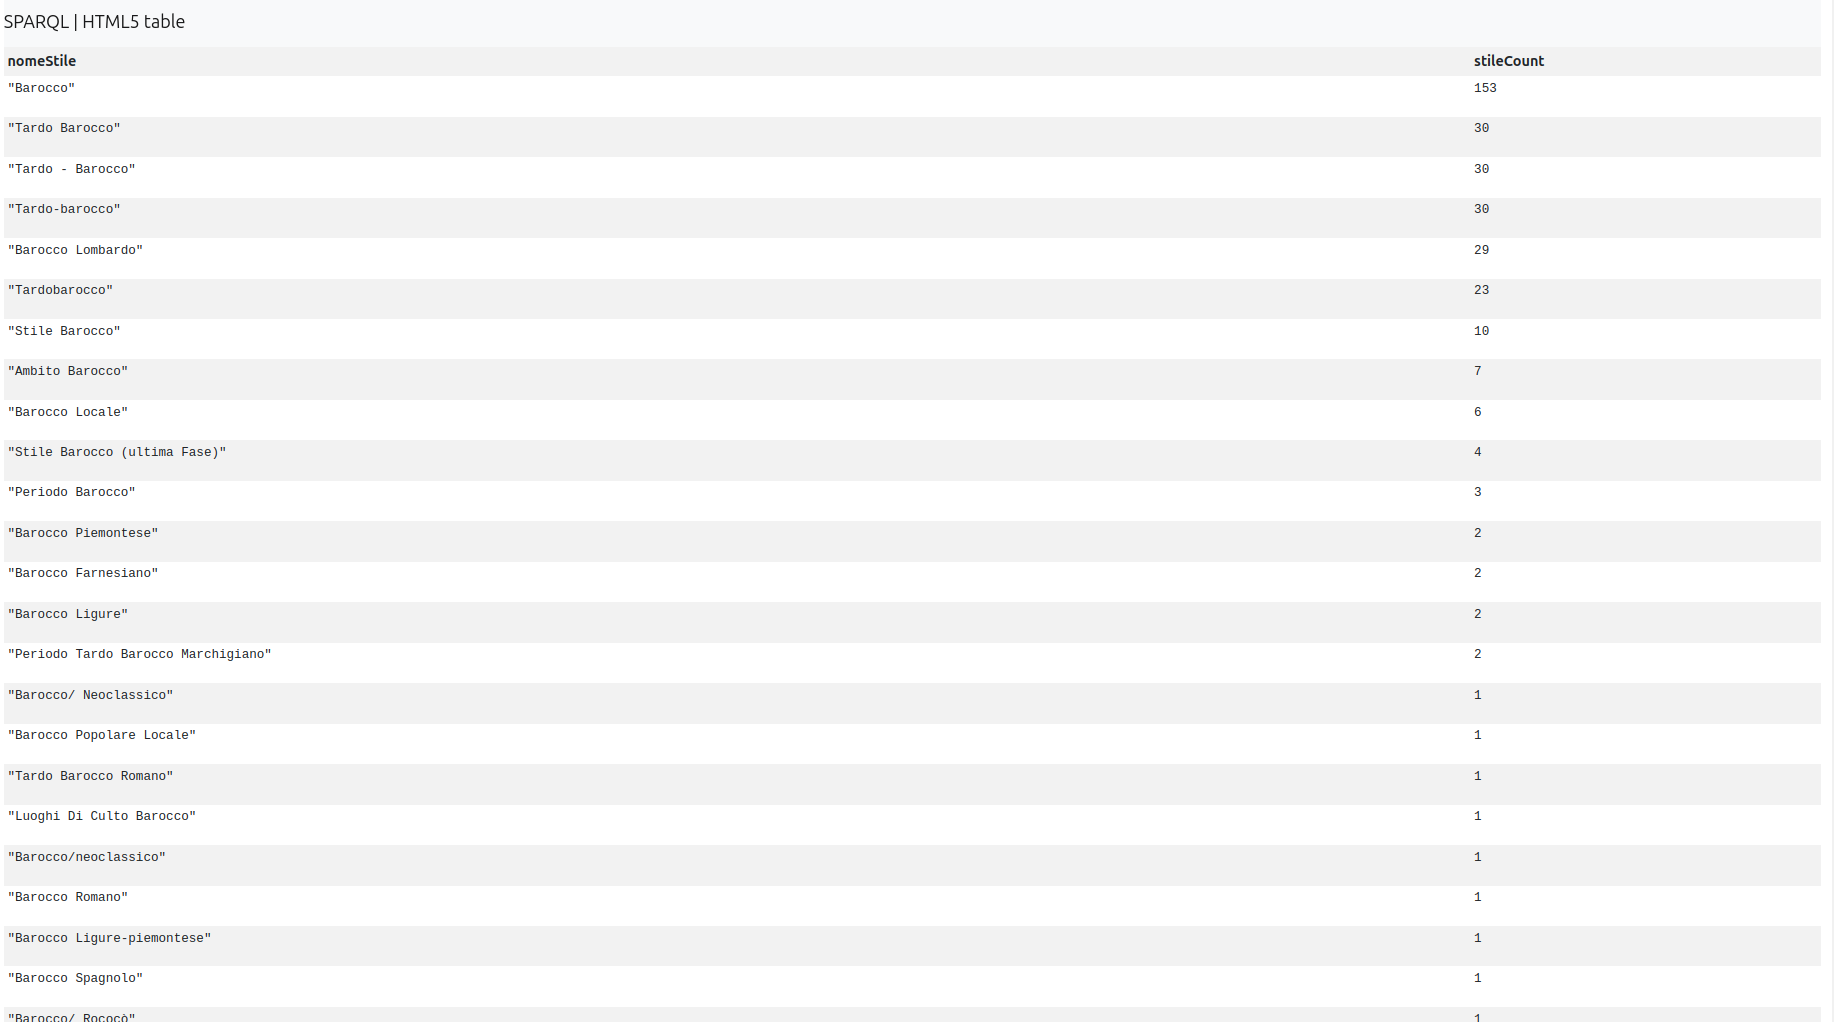 SPARQL | HTML5 table
nomeStile stileCount
"Barocco" 153
"Tardo Barocco" 30
"Tardo - Barocco" 30
"Tardo-barocco" 30
"Barocco Lombardo" 29
"Tardobarocco" 23
"Stile Barocco" 10
"Ambito Barocco" 7
"Barocco Locale" 6
"Stile Barocco (ultima Fase)" 4
"Periodo Barocco" 3
"Barocco Piemontese" 2
"Barocco Farnesiano" 2
"Barocco Ligure" 2
"Periodo Tardo Barocco Marchigiano" 2
"Barocco/ Neoclassico" 1
"Barocco Popolare Locale" 1
"Tardo Barocco Romano" 1
"Luoghi Di Culto Barocco" 1
"Barocco/neoclassico" 1
"Barocco Romano" 1
"Barocco Ligure-piemontese" 1
"Barocco Spagnolo" 1
"Barocco/ Rococò" 1